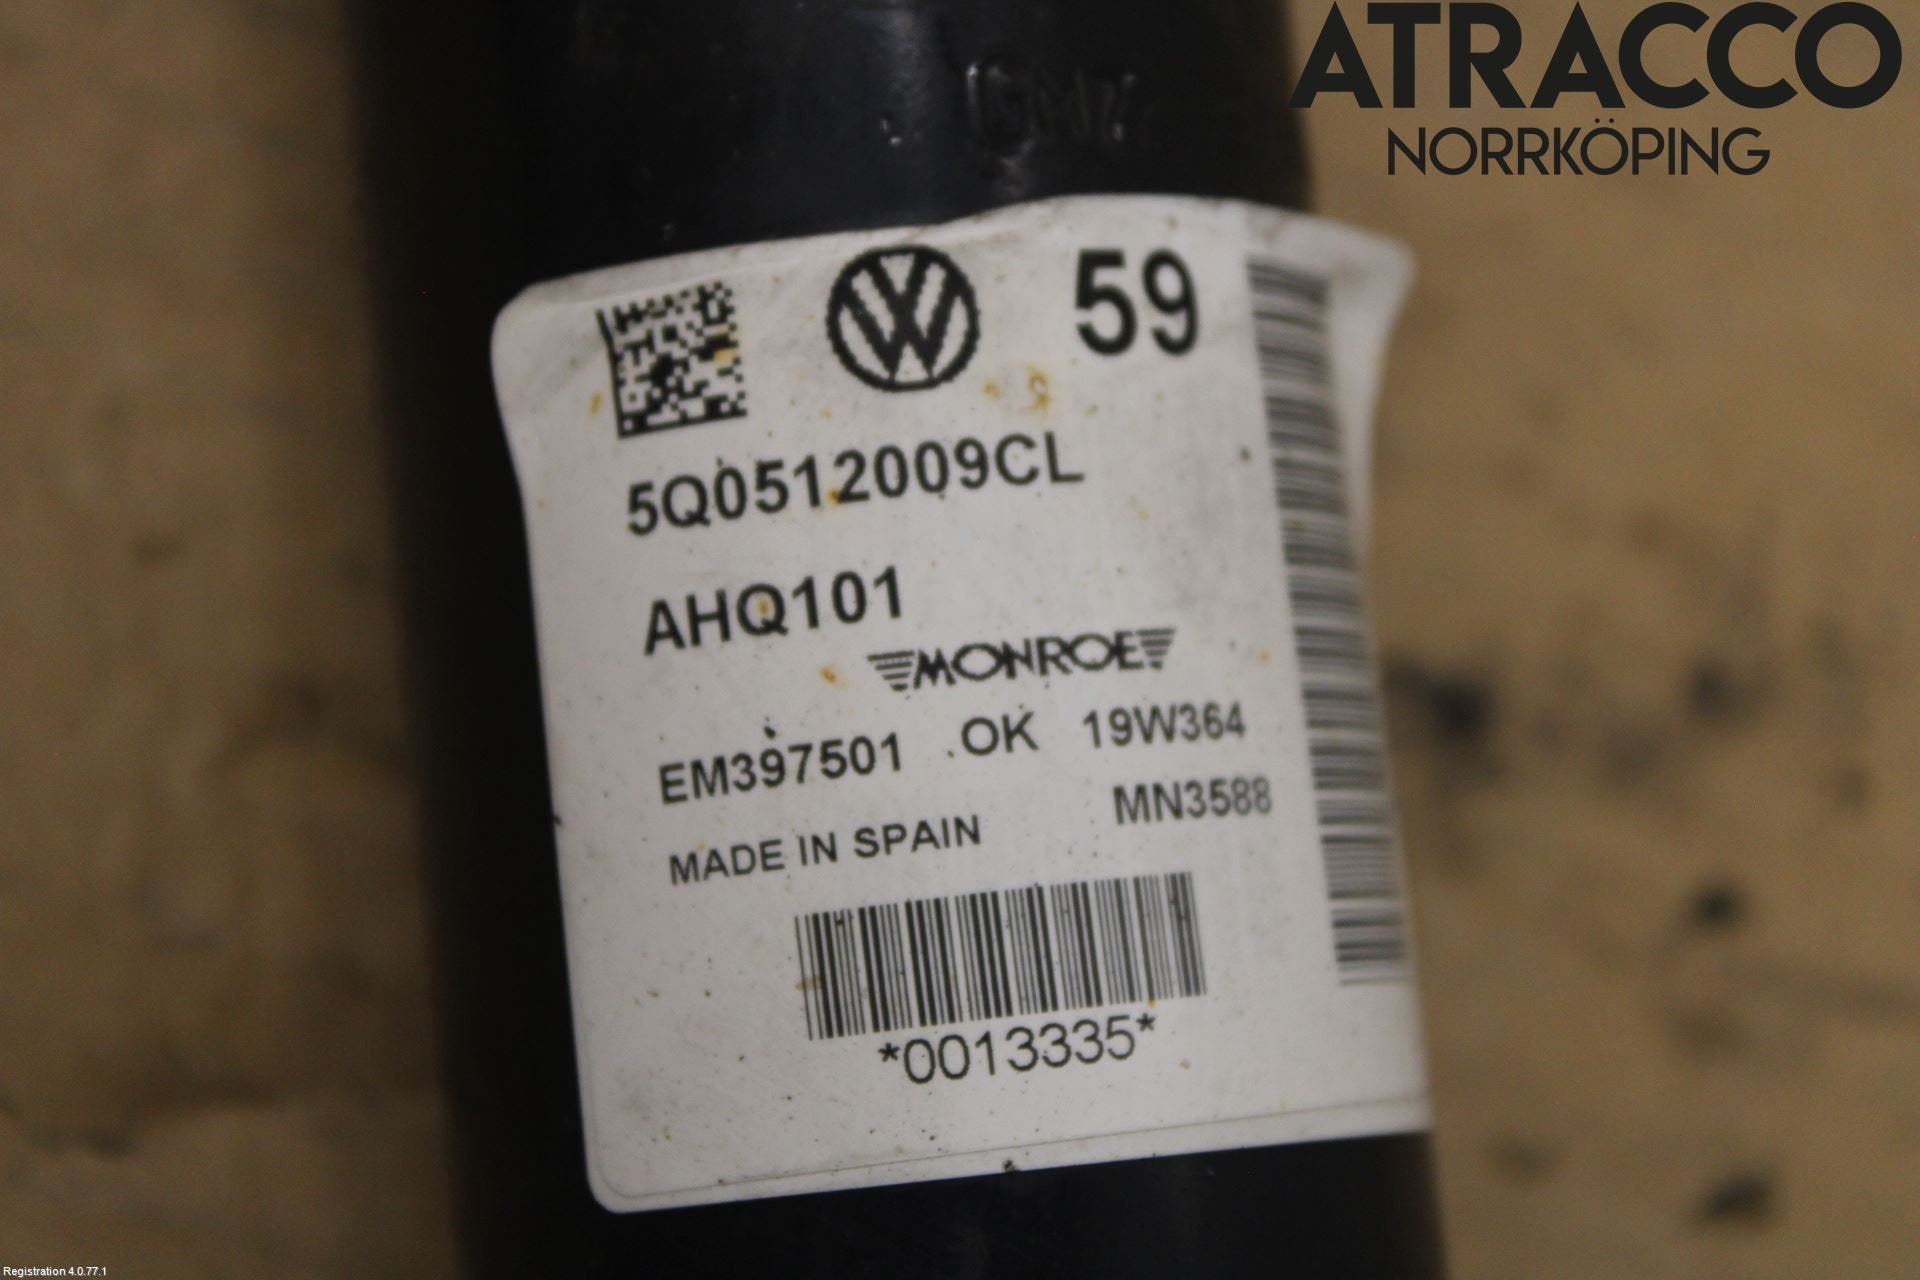 ATRACCO
NORRKÖPING
59
5Q0512009CL
AHQ101
MONROE
EM397501 OK 19W364
MADE IN SPAIN MN3588
*0013335*
Registration 4.0.77.1